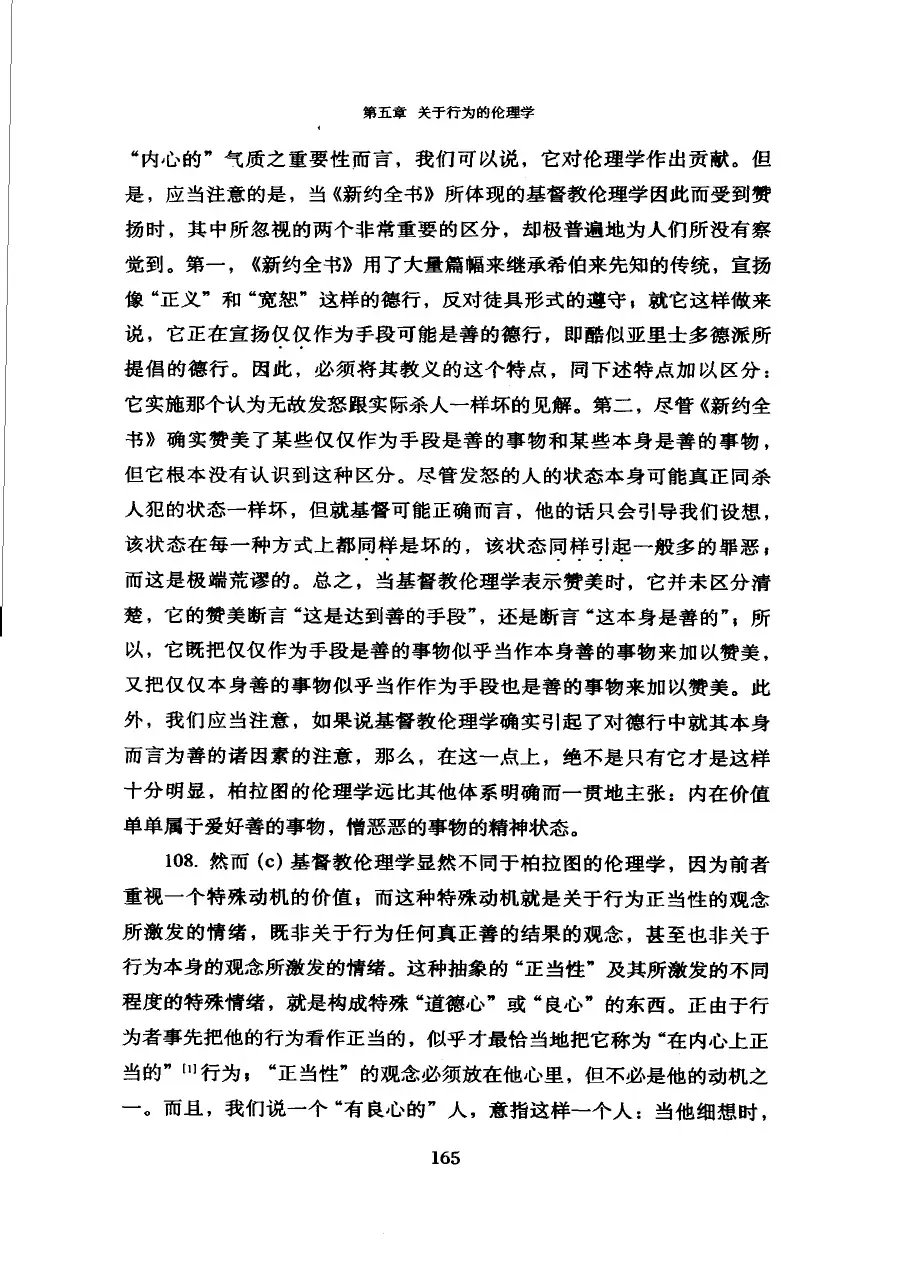 第五章 关于行为的伦理学
“内心的”气质之重要性而言，我们可以说，它对伦理学作出贡献。但
是，应当注意的是，当《新约全书》所体现的基督教伦理学因此而受到赞
扬时，其中所忽视的两个非常重要的区分，却极普遍地为人们所没有察
觉到。第一，《新约全书》用了大量篇幅来继承希伯来先知的传统，宣扬
像“正义”和“宽恕”这样的德行，反对徒具形式的遵守；就它这样做来
说，它正在宣扬仅仅作为手段可能是善的德行，即酷似亚里士多德派所
提倡的德行。因此，必须将其教义的这个特点，同下述特点加以区分：
它实施那个认为无故发怒跟实际杀人一样坏的见解。第二，尽管《新约全
书》确实赞美了某些仅仅作为手段是善的事物和某些本身是善的事物，
但它根本没有认识到这种区分。尽管发怒的人的状态本身可能真正同杀
人犯的状态一样坏，但就基督可能正确而言，他的话只会引导我们设想，
该状态在每一种方式上都同样是坏的，该状态同样引起一般多的罪恶；
而这是极端荒谬的。总之，当基督教伦理学表示赞美时，它并未区分清
楚，它的赞美断言“这是达到善的手段”，还是断言“这本身是善的”；所
以，它既把仅仅作为手段是善的事物似乎当作本身善的事物来加以赞美，
又把仅仅本身善的事物似乎当作作为手段也是善的事物来加以赞美。此
外，我们应当注意，如果说基督教伦理学确实引起了对德行中就其本身
而言为善的诸因素的注意，那么，在这一点上，绝不是只有它才是这样
十分明显，柏拉图的伦理学远比其他体系明确而一贯地主张：内在价值
单单属于爱好善的事物，憎恶恶的事物的精神状态。
108. 然而 (c) 基督教伦理学显然不同于柏拉图的伦理学，因为前者
重视一个特殊动机的价值；而这种特殊动机就是关于行为正当性的观念
所激发的情绪，既非关于行为任何真正善的结果的观念，甚至也非关于
行为本身的观念所激发的情绪。这种抽象的“正当性”及其所激发的不同
程度的特殊情绪，就是构成特殊“道德心”或“良心”的东西。正由于行
为者事先把他的行为看作正当的，似乎才最恰当地把它称为“在内心上正
当的”[1]行为；“正当性”的观念必须放在他心里，但不必是他的动机之
一。而且，我们说一个“有良心的”人，意指这样一个人：当他细想时，
165